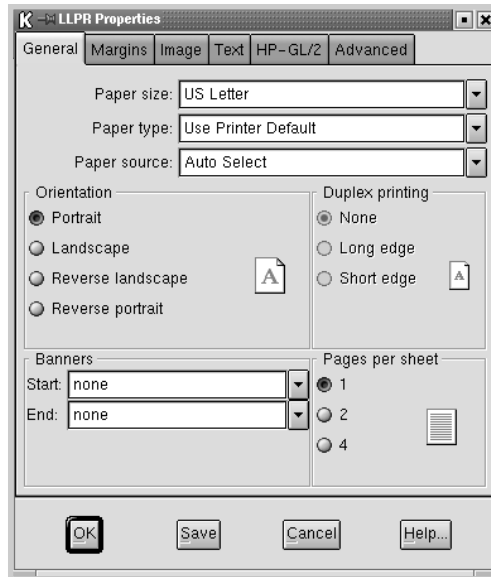 LLPR Properties
General Margins Image Text HP-GL/2 Advanced
Paper size: US Letter
Paper type: Use Printer Default
Paper source: Auto Select
Orientation
Portrait
Landscape
Reverse landscape
Reverse portrait
A
Duplex printing
None
Long edge
Short edge
A
Banners
Start: none
End: none
Pages per sheet
1
2
4
OK Save Cancel Help...